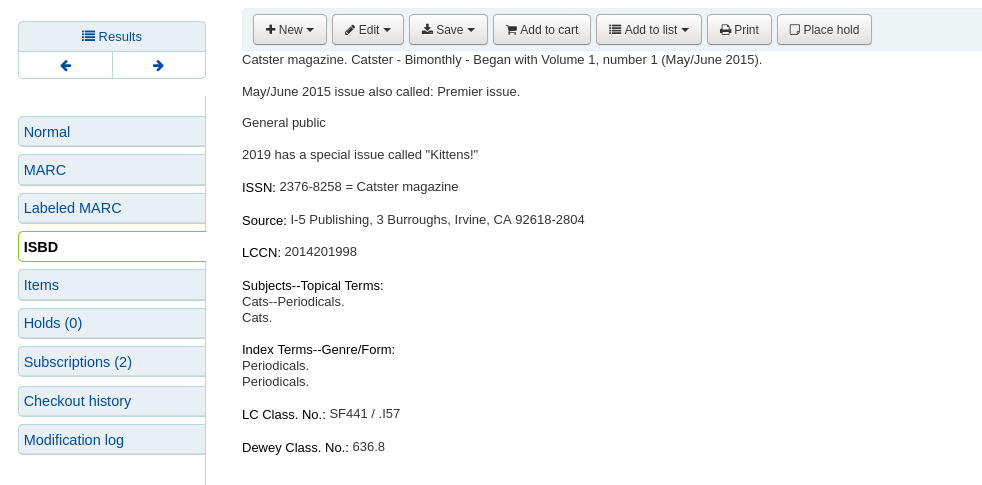 Results
Normal
MARC
Labeled MARC
ISBD
Items
Holds (0)
Subscriptions (2)
Checkout history
Modification log
New Edit Save Add to cart Add to list Print Place hold
Catster magazine. Catster - Bimonthly - Began with Volume 1, number 1 (May/June 2015).
May/June 2015 issue also called: Premier issue.
General public
2019 has a special issue called "Kittens!"
ISSN: 2376-8258 = Catster magazine
Source: I-5 Publishing, 3 Burroughs, Irvine, CA 92618-2804
LCCN: 2014201998
Subjects--Topical Terms:
Cats--Periodicals.
Cats.
Index Terms--Genre/Form:
Periodicals.
Periodicals.
LC Class. No.: SF441 / .I57
Dewey Class. No.: 636.8